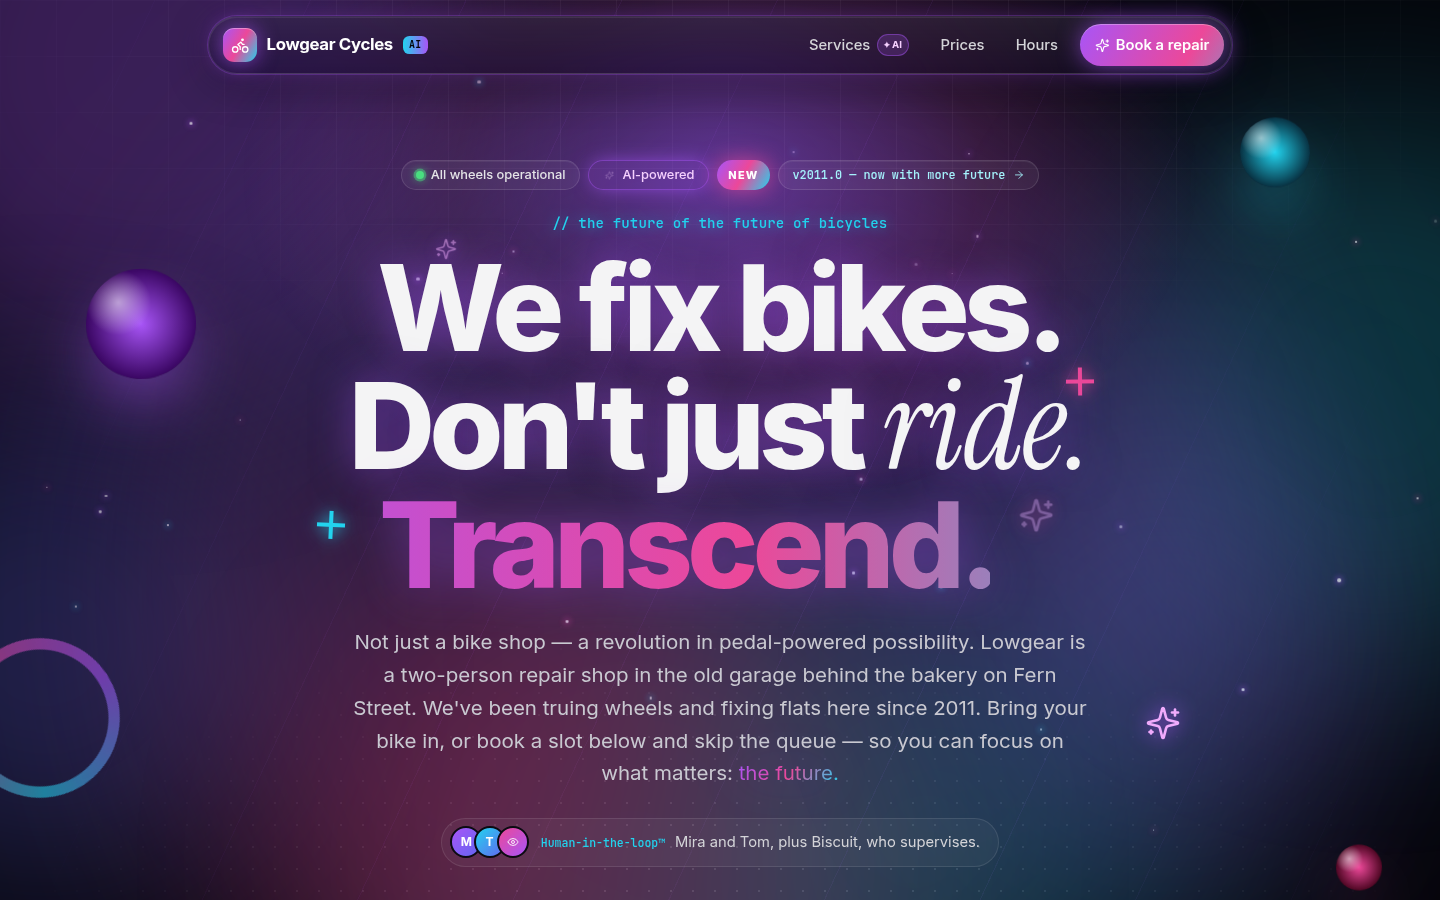 Lowgear Cycles AI
Services ✦ AI Prices Hours Book a repair
All wheels operational AI-powered NEW v2011.0 — now with more future →
// the future of the future of bicycles
We fix bikes.
Don't just ride.
Transcend.
Not just a bike shop — a revolution in pedal-powered possibility. Lowgear is
a two-person repair shop in the old garage behind the bakery on Fern
Street. We've been truing wheels and fixing flats here since 2011. Bring your
bike in, or book a slot below and skip the queue — so you can focus on
what matters: the future.
M T Human-in-the-loop™ Mira and Tom, plus Biscuit, who supervises.